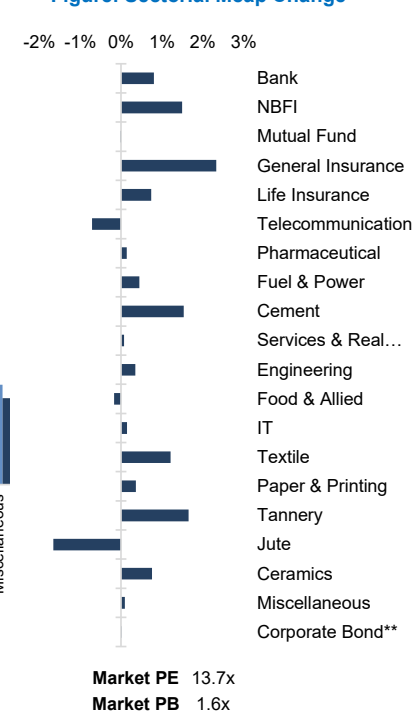 Figure: Sectorial Mcap Change
-2% -1% 0% 1% 2% 3%
Bank
NBFI
Mutual Fund
General Insurance
Life Insurance
Telecommunication
Pharmaceutical
Fuel & Power
Cement
Services & Real…
Engineering
Food & Allied
IT
Textile
Paper & Printing
Tannery
Jute
Ceramics
Miscellaneous
Corporate Bond**
Miscellaneous
Market PE 13.7x
Market PB 1.6x